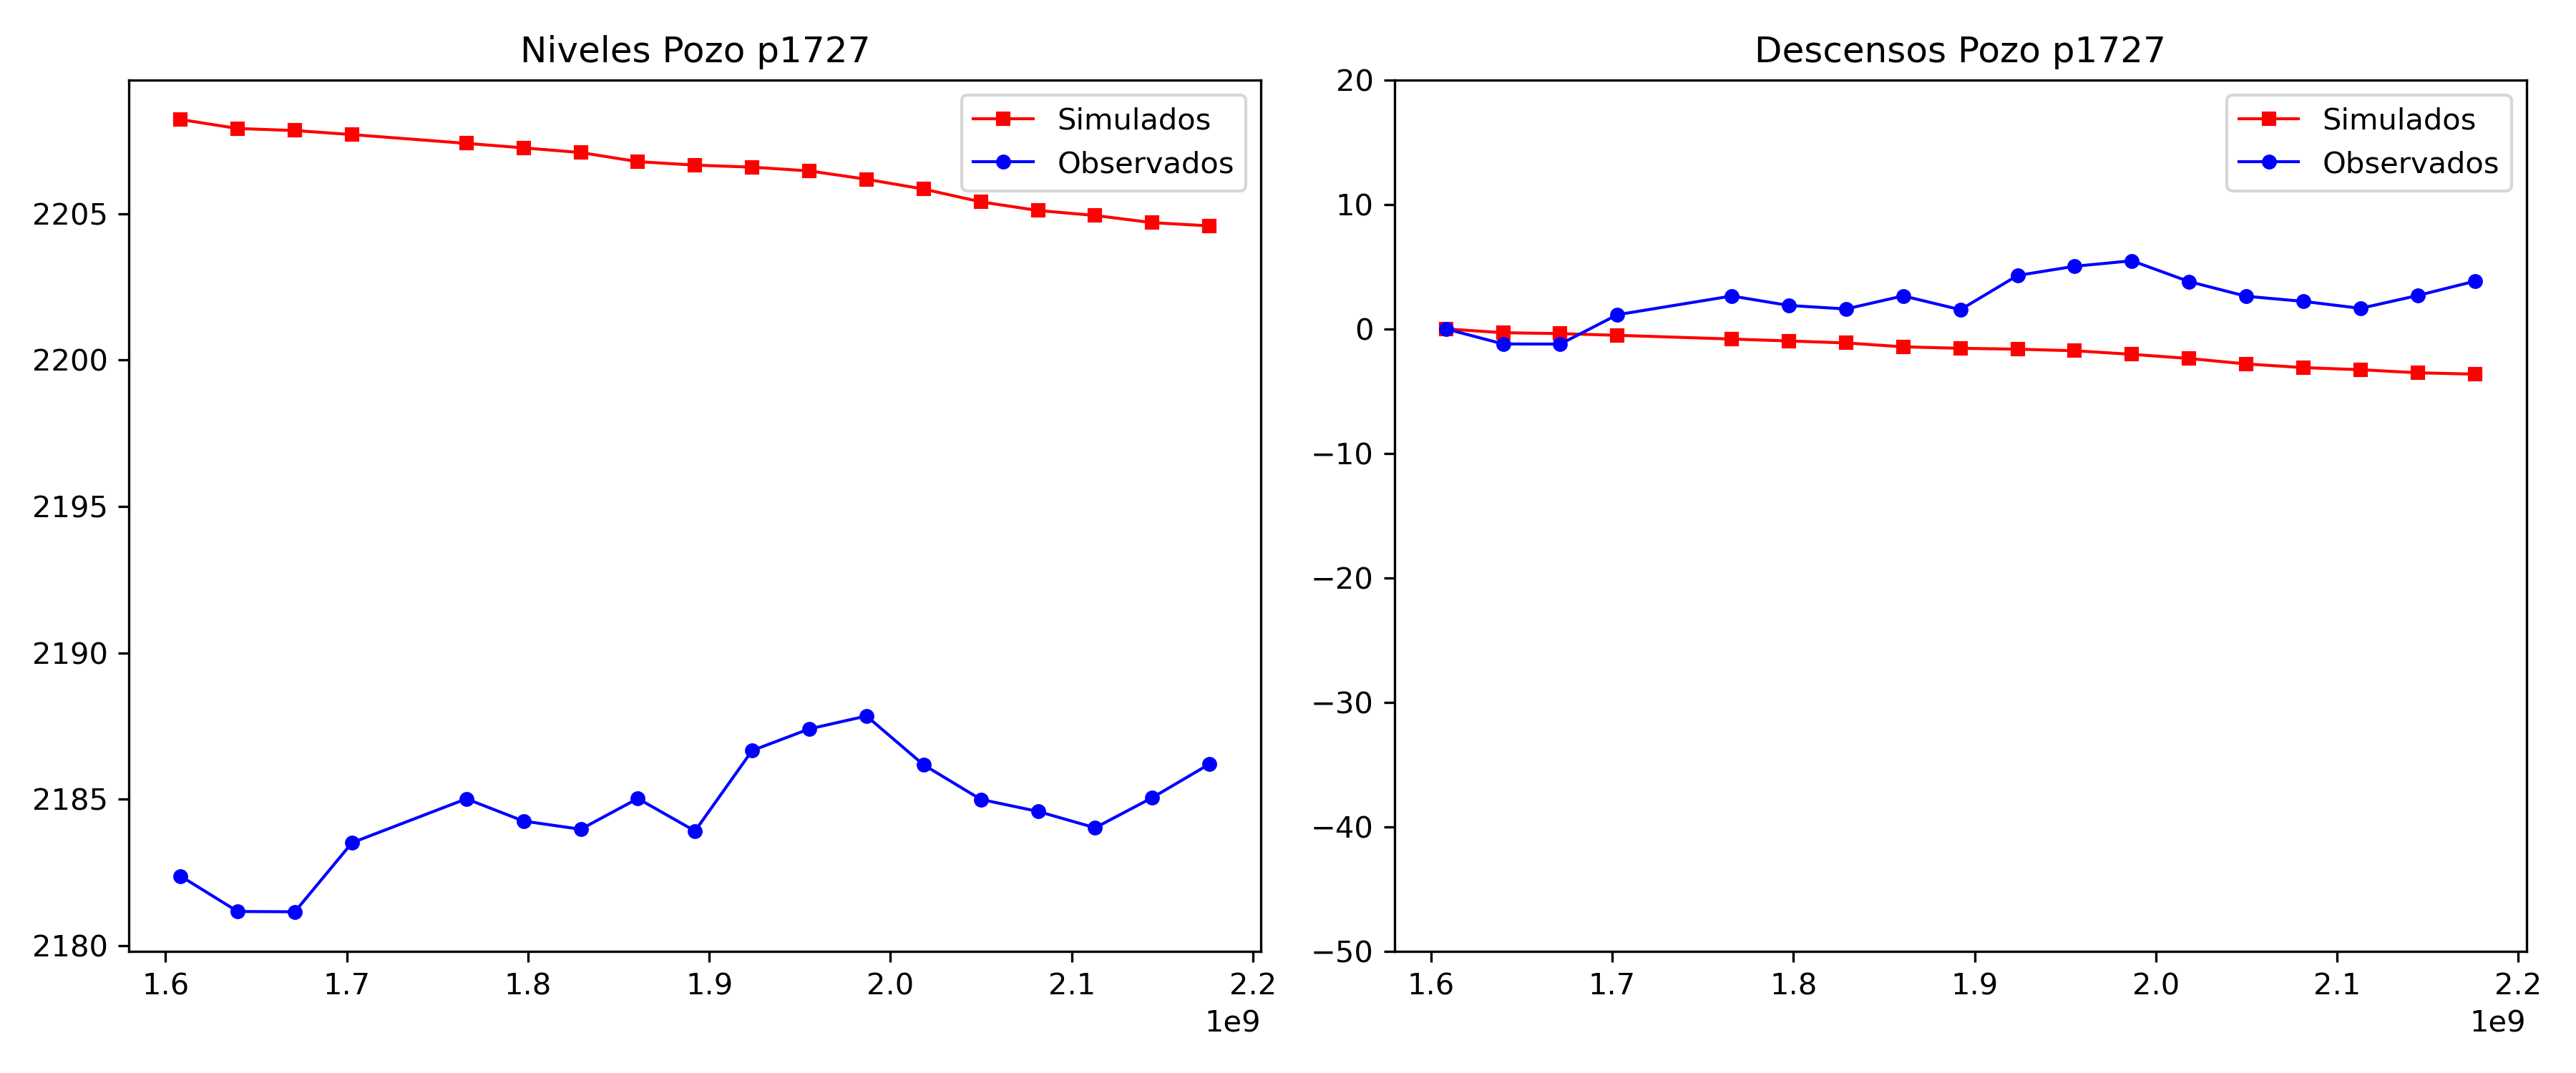 Niveles Pozo p1727
Simulados
Observados
2205
2200
2195
2190
2185
2180
1.6 1.7 1.8 1.9 2.0 2.1 2.2
1e9
Descensos Pozo p1727
Simulados
Observados
20
10
0
−10
−20
−30
−40
−50
1.6 1.7 1.8 1.9 2.0 2.1 2.2
1e9